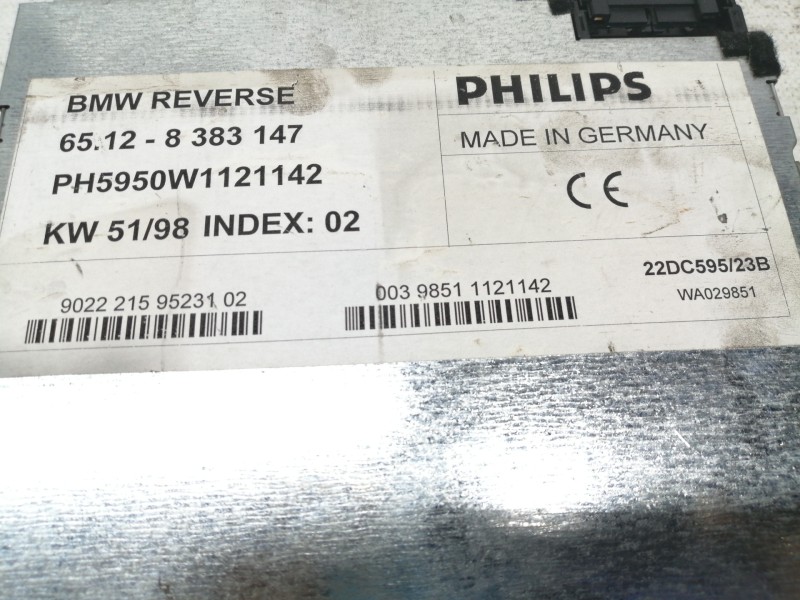 BMW REVERSE
65.12 - 8 383 147
PH5950W1121142
KW 51/98 INDEX: 02
PHILIPS
MADE IN GERMANY
CE
9022 215 95231 02
003 9851 1121142
22DC595/23B
WA029851